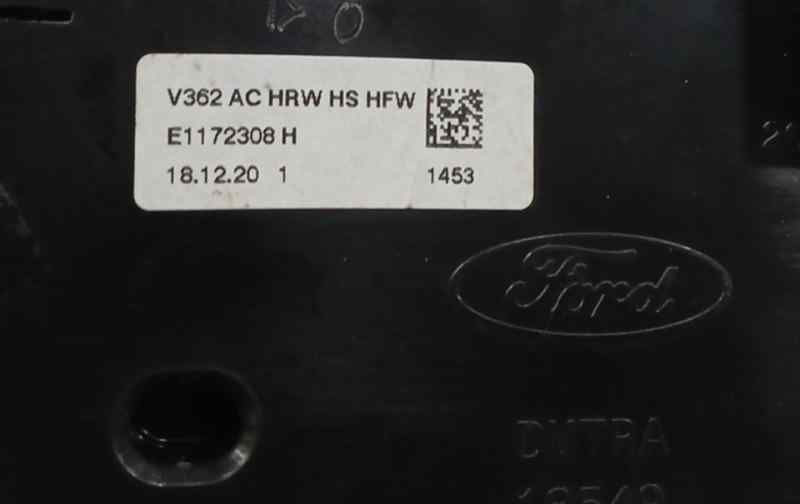 V362 AC HRW HS HFW
E1172308 H
18.12.20 1
1453
Ford